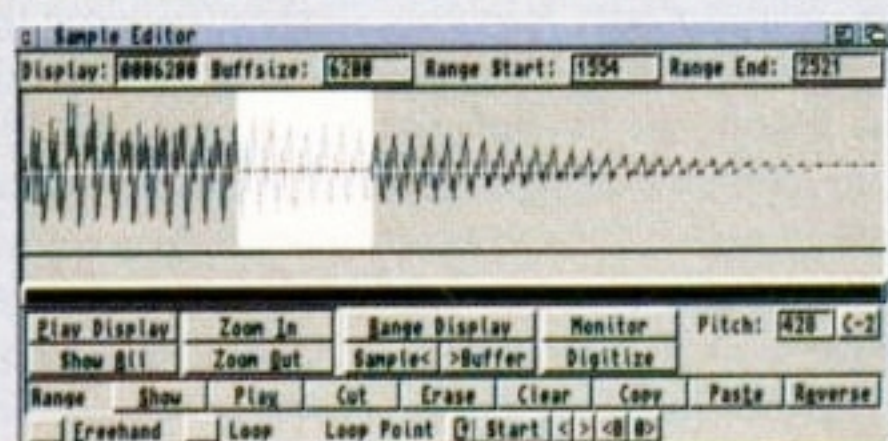 Sample Editor
Display: 0006200 Buffsize: 6200 Range Start: 1554 Range End: 2521
Play Display Zoom In Range Display Monitor Pitch: 428 C-2
Show All Zoom Out Sample< >Buffer Digitize
Range Show Play Cut Erase Clear Copy Paste Reverse
Freehand Loop Loop Point Start < > <0 0>